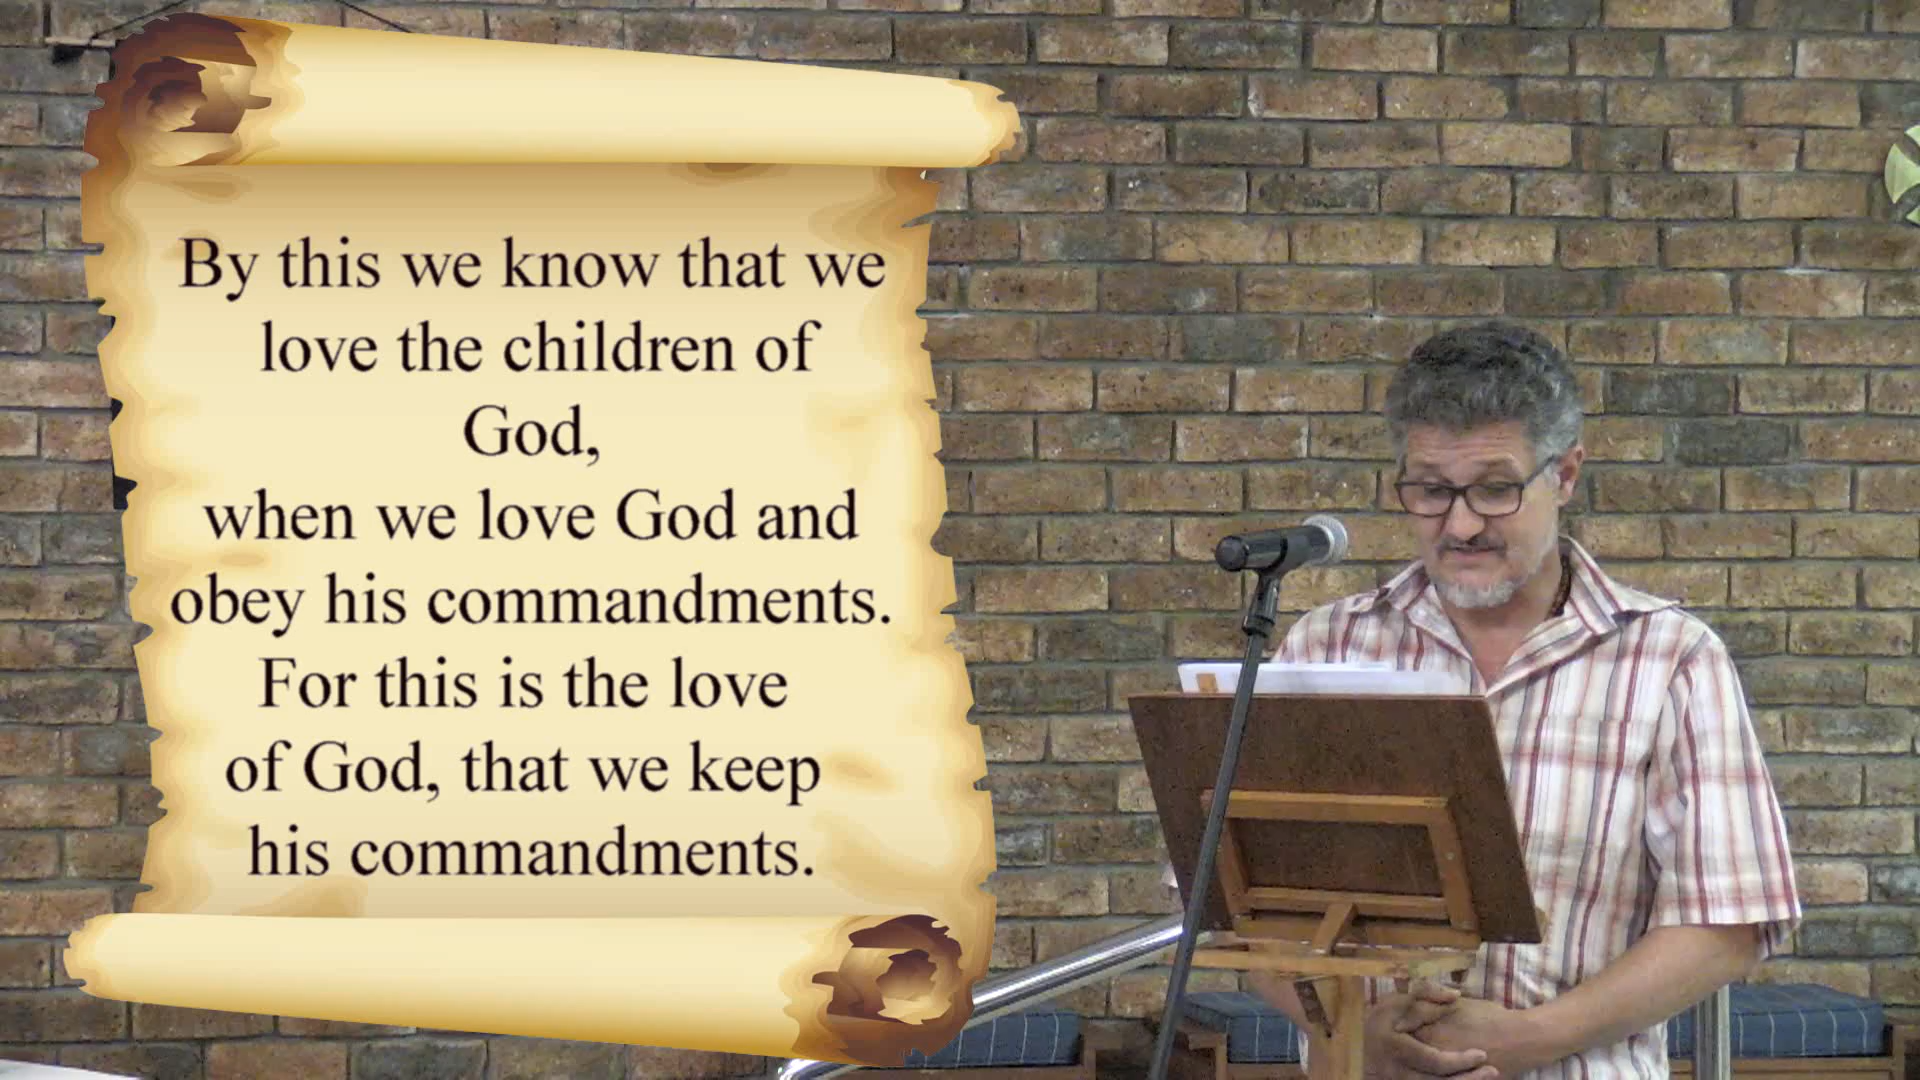 By this we know that we
love the children of
God,
when we love God and
obey his commandments.
For this is the love
of God, that we keep
his commandments.